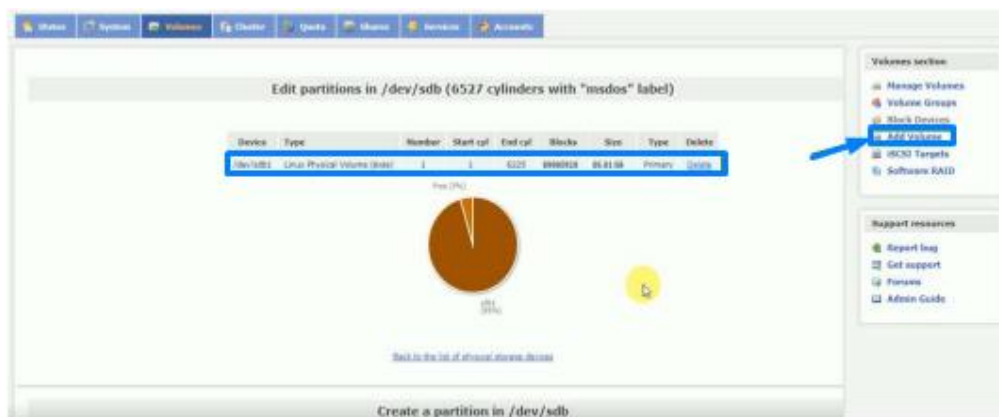 Status System Volumes Cluster Quota Shares Services Accounts
Edit partitions in /dev/sdb (6527 cylinders with "msdos" label)
Device Type Number Start cyl End cyl Blocks Size Type Delete
/dev/sdb1 Linux Physical Volume 1 1 Primary Delete
Back to the list of physical storage devices
Create a partition in /dev/sdb
Volumes section
Manage Volumes
Volume Groups
Block Devices
Add Volume
iSCSI Targets
Software RAID
Support resources
Report bug
Get support
Forums
Admin Guide